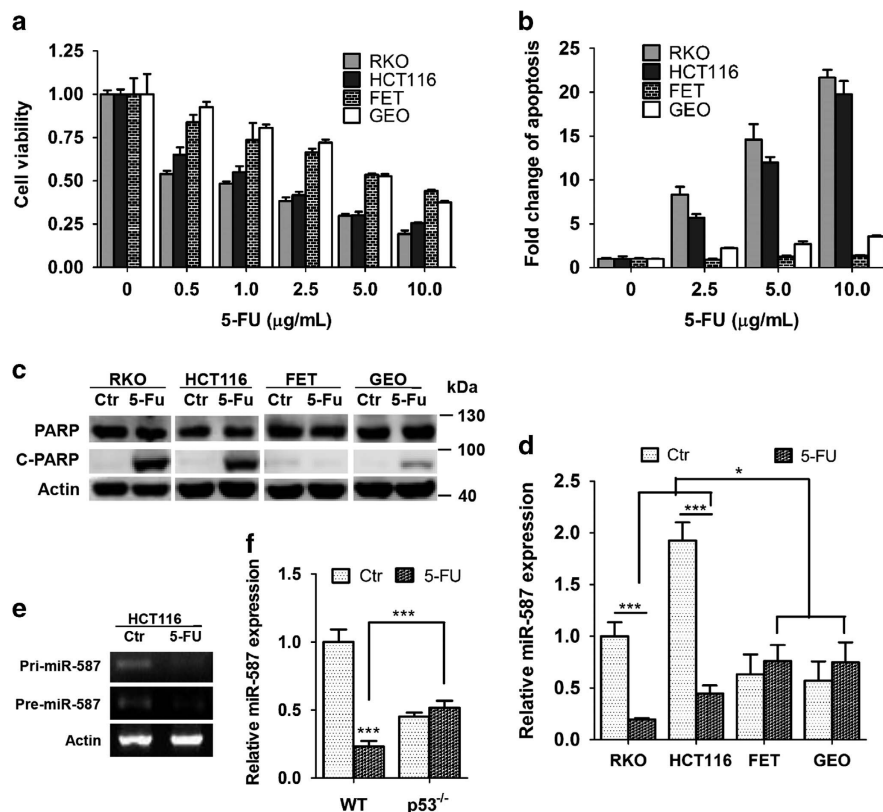 a
1.25
1.00
0.75
0.50
0.25
0.00
Cell viability
RKO
HCT116
FET
GEO
0 0.5 1.0 2.5 5.0 10.0
5-FU (μg/mL)
b
25
20
15
10
5
0
Fold change of apoptosis
RKO
HCT116
FET
GEO
0 2.5 5.0 10.0
5-FU (μg/mL)
c
RKO HCT116 FET GEO
Ctr 5-Fu Ctr 5-Fu Ctr 5-Fu Ctr 5-Fu kDa
PARP
C-PARP
Actin
130
100
40
d
Ctr 5-FU
2.5
2.0
1.5
1.0
0.5
0.0
Relative miR-587 expression
***
***
*
RKO HCT116 FET GEO
e
HCT116
Ctr 5-FU
Pri-miR-587
Pre-miR-587
Actin
f
Ctr 5-FU
1.5
1.0
0.5
0.0
Relative miR-587 expression
***
***
WT p53-/-